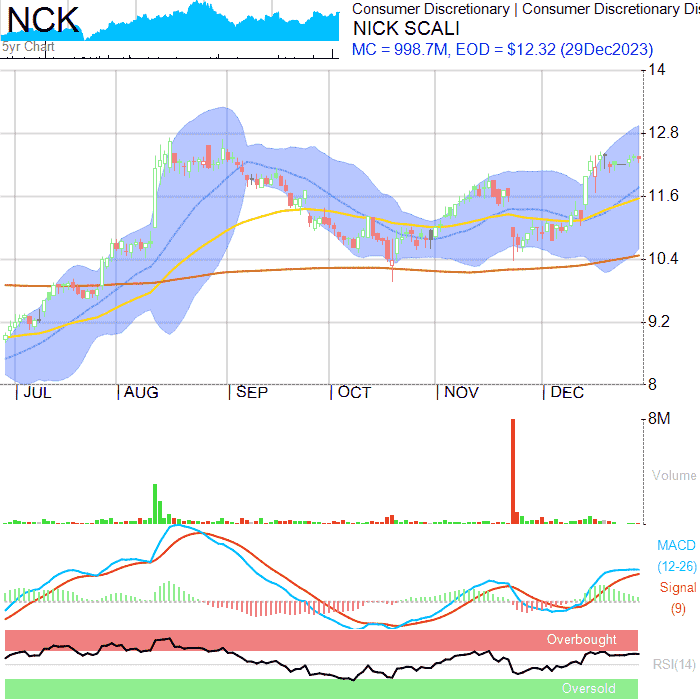 NCK
5yr Chart
Consumer Discretionary | Consumer Discretionary Dis
NICK SCALI
MC = 998.7M, EOD = $12.32 (29Dec2023)
14
12.8
11.6
10.4
9.2
8
|JUL |AUG |SEP |OCT |NOV |DEC
8M
Volume
MACD
(12-26)
Signal
(9)
Overbought
RSI(14)
Oversold